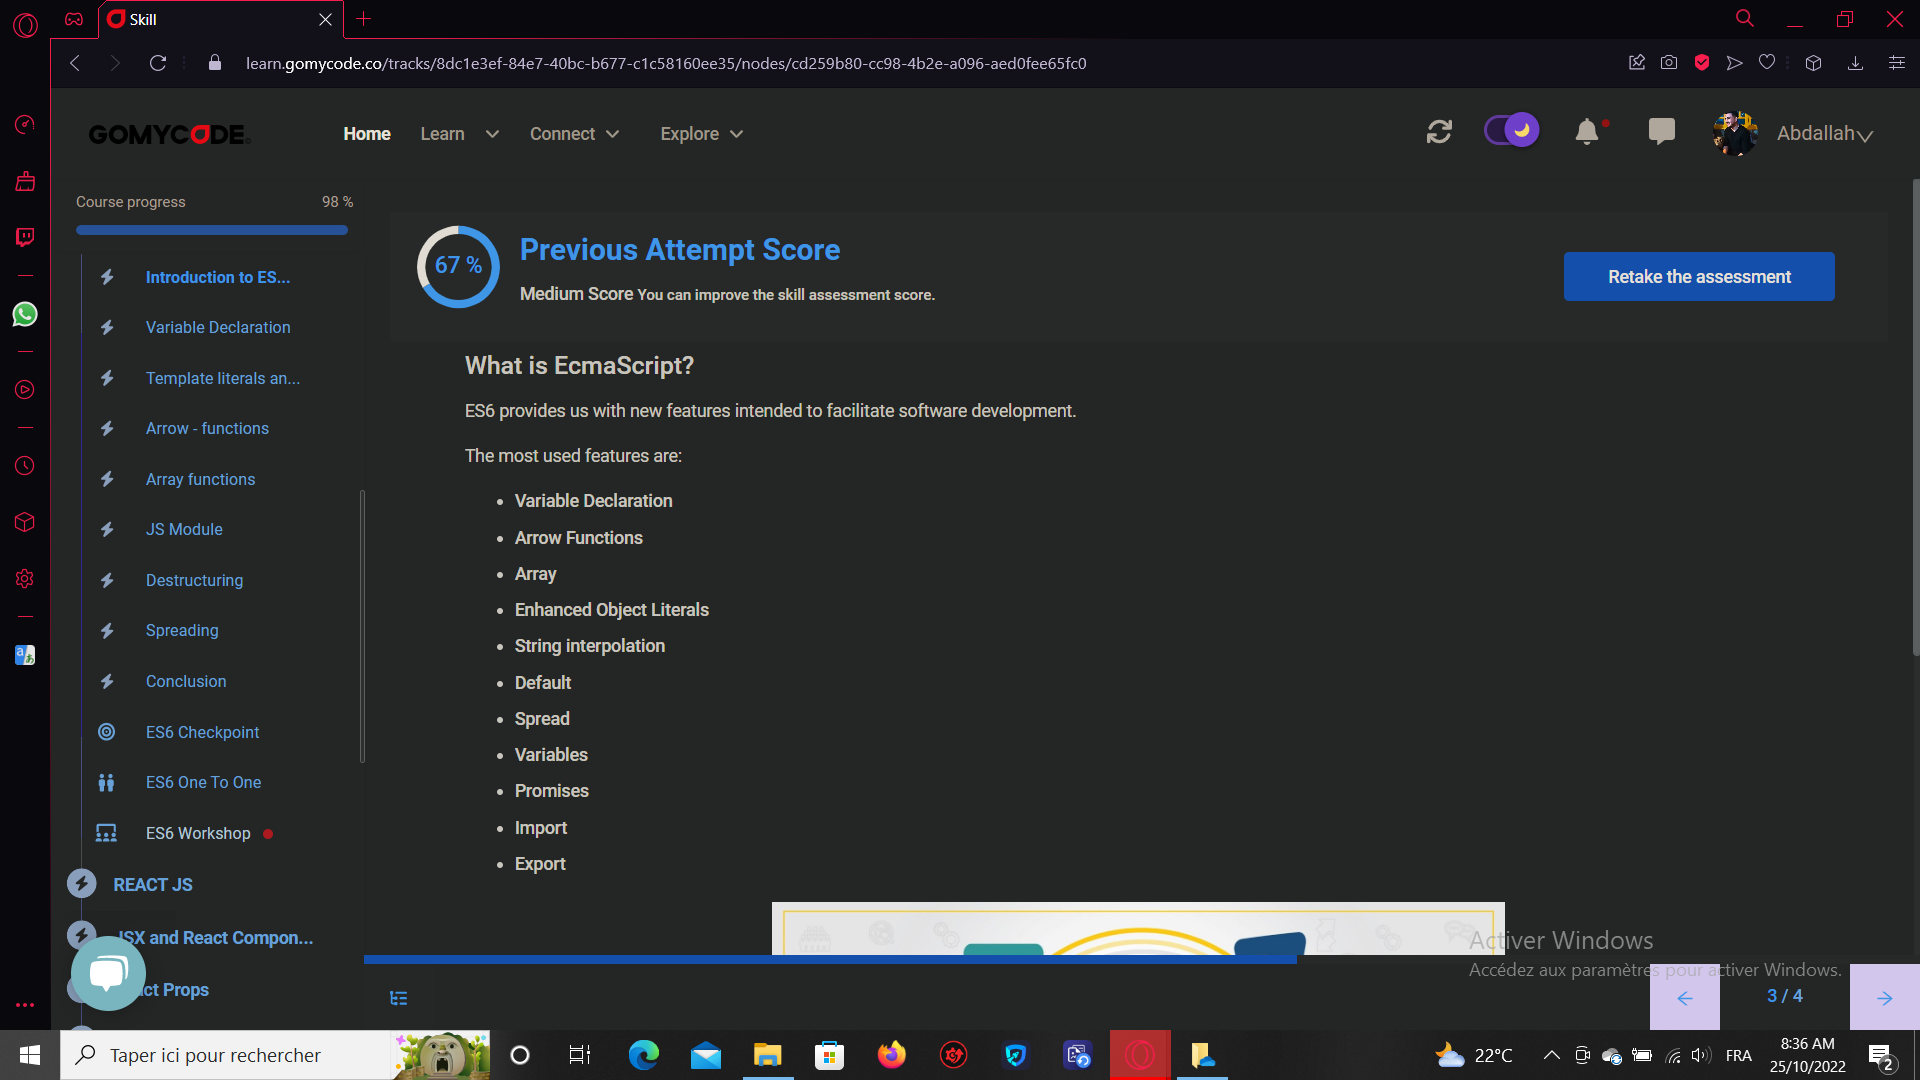 Skill
learn.gomycode.co/tracks/8dc1e3ef-84e7-40bc-b677-c1c58160ee35/nodes/cd259b80-cc98-4b2e-a096-aed0fee65fc0
GOMYCODE
Home
Learn
Connect
Explore
Abdallah
Course progress
98 %
Introduction to ES...
Variable Declaration
Template literals an...
Arrow - functions
Array functions
JS Module
Destructuring
Spreading
Conclusion
ES6 Checkpoint
ES6 One To One
ES6 Workshop
REACT JS
JSX and React Compon...
ct Props
67 %
Previous Attempt Score
Medium Score You can improve the skill assessment score.
Retake the assessment
What is EcmaScript?
ES6 provides us with new features intended to facilitate software development.
The most used features are:
• Variable Declaration
• Arrow Functions
• Array
• Enhanced Object Literals
• String interpolation
• Default
• Spread
• Variables
• Promises
• Import
• Export
Activer Windows
Accédez aux paramètres pour activer Windows.
3 / 4
Taper ici pour rechercher
22°C
FRA
8:36 AM
25/10/2022
2